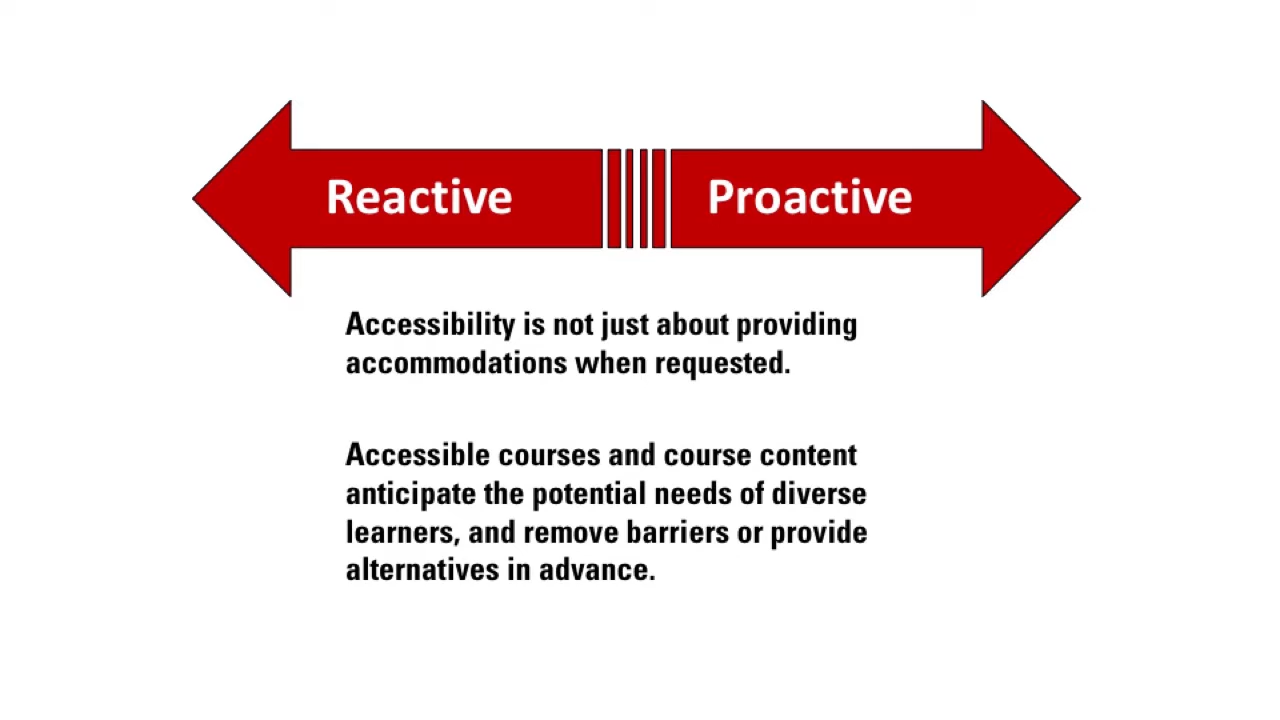 Reactive
Proactive
Accessibility is not just about providing
accommodations when requested.
Accessible courses and course content
anticipate the potential needs of diverse
learners, and remove barriers or provide
alternatives in advance.